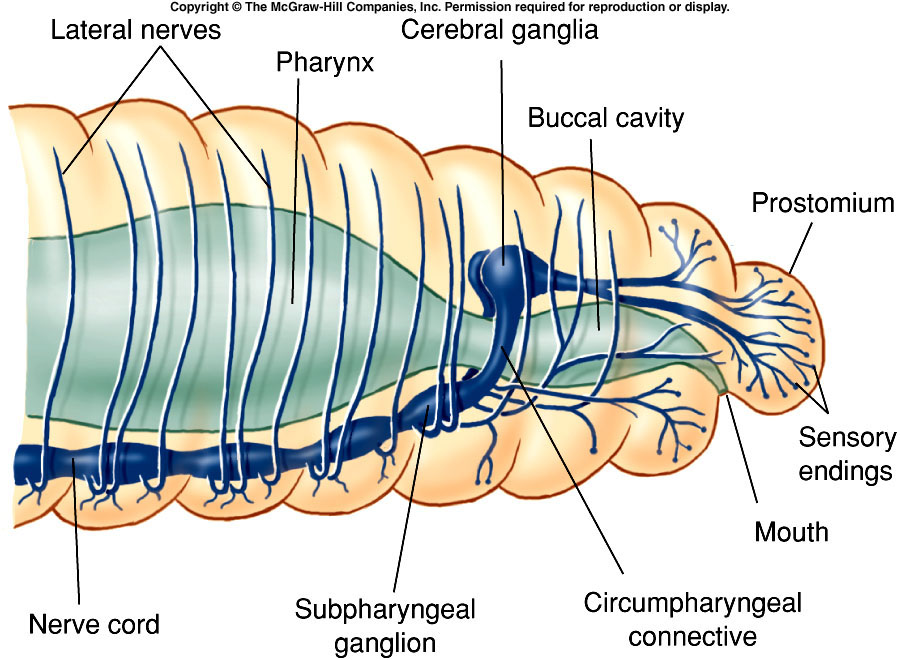 Copyright © The McGraw-Hill Companies, Inc. Permission required for reproduction or display.
Lateral nerves
Cerebral ganglia
Pharynx
Buccal cavity
Prostomium
Sensory
endings
Mouth
Circumpharyngeal
connective
Subpharyngeal
ganglion
Nerve cord